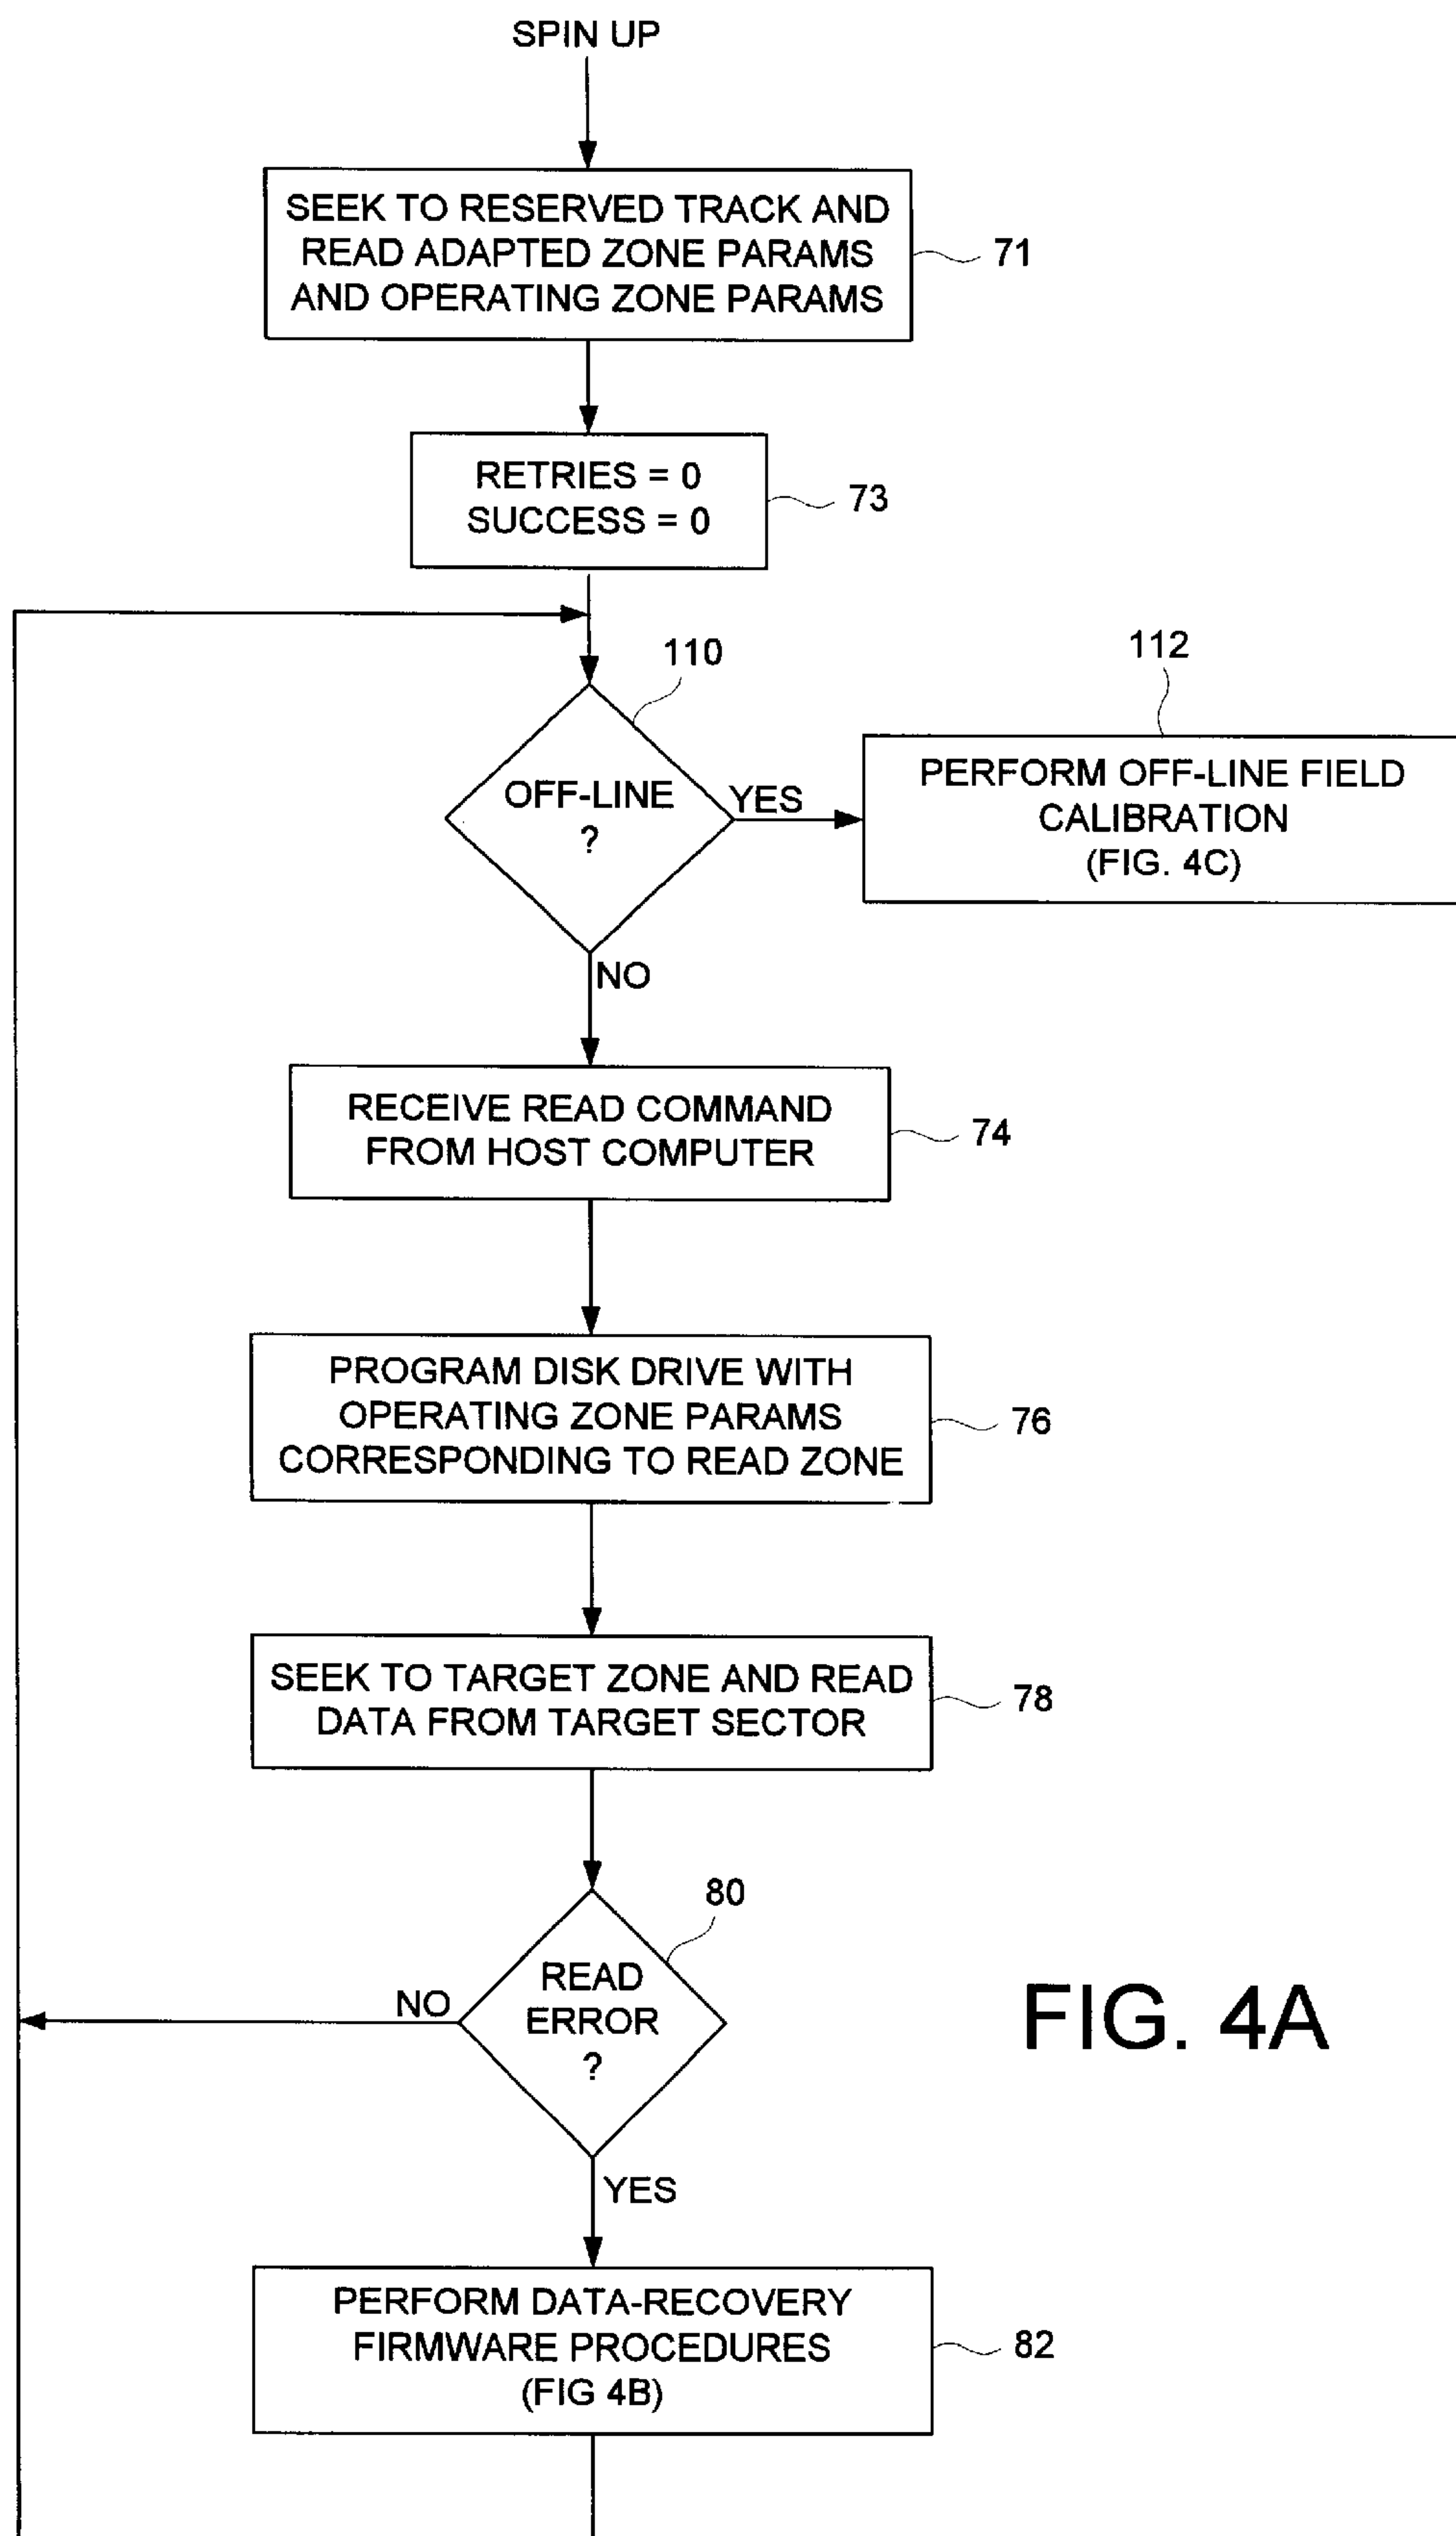 SPIN UP
SEEK TO RESERVED TRACK AND
READ ADAPTED ZONE PARAMS
AND OPERATING ZONE PARAMS
71
RETRIES = 0
SUCCESS = 0
73
110
OFF-LINE
?
YES
112
PERFORM OFF-LINE FIELD
CALIBRATION
(FIG. 4C)
NO
RECEIVE READ COMMAND
FROM HOST COMPUTER
74
PROGRAM DISK DRIVE WITH
OPERATING ZONE PARAMS
CORRESPONDING TO READ ZONE
76
SEEK TO TARGET ZONE AND READ
DATA FROM TARGET SECTOR
78
80
READ
ERROR
?
NO
YES
FIG. 4A
PERFORM DATA-RECOVERY
FIRMWARE PROCEDURES
(FIG 4B)
82